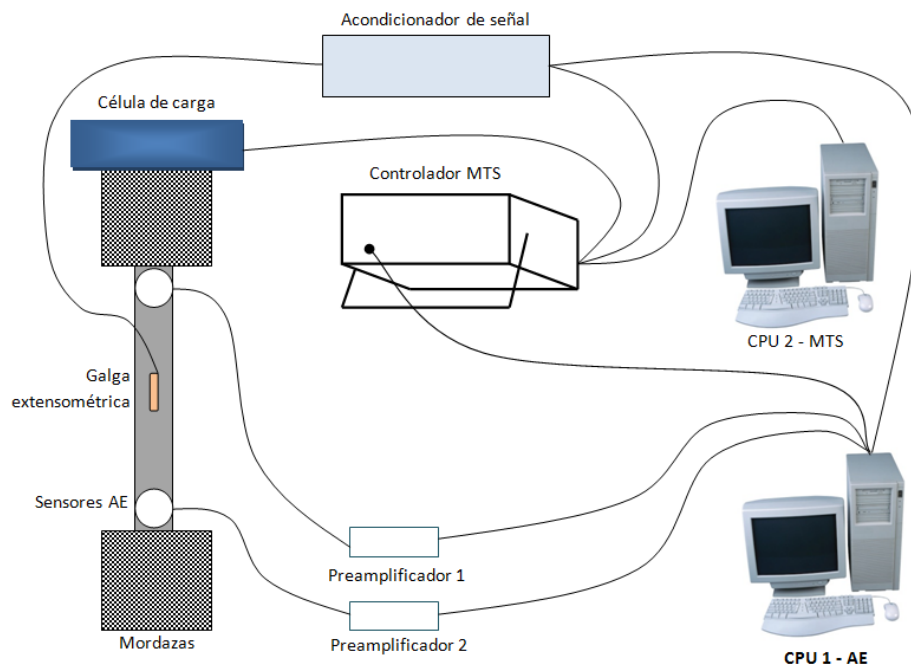 Acondicionador de señal
Célula de carga
Controlador MTS
CPU 2 - MTS
Galga
extensométrica
Sensores AE
Preamplificador 1
Preamplificador 2
Mordazas
CPU 1 - AE